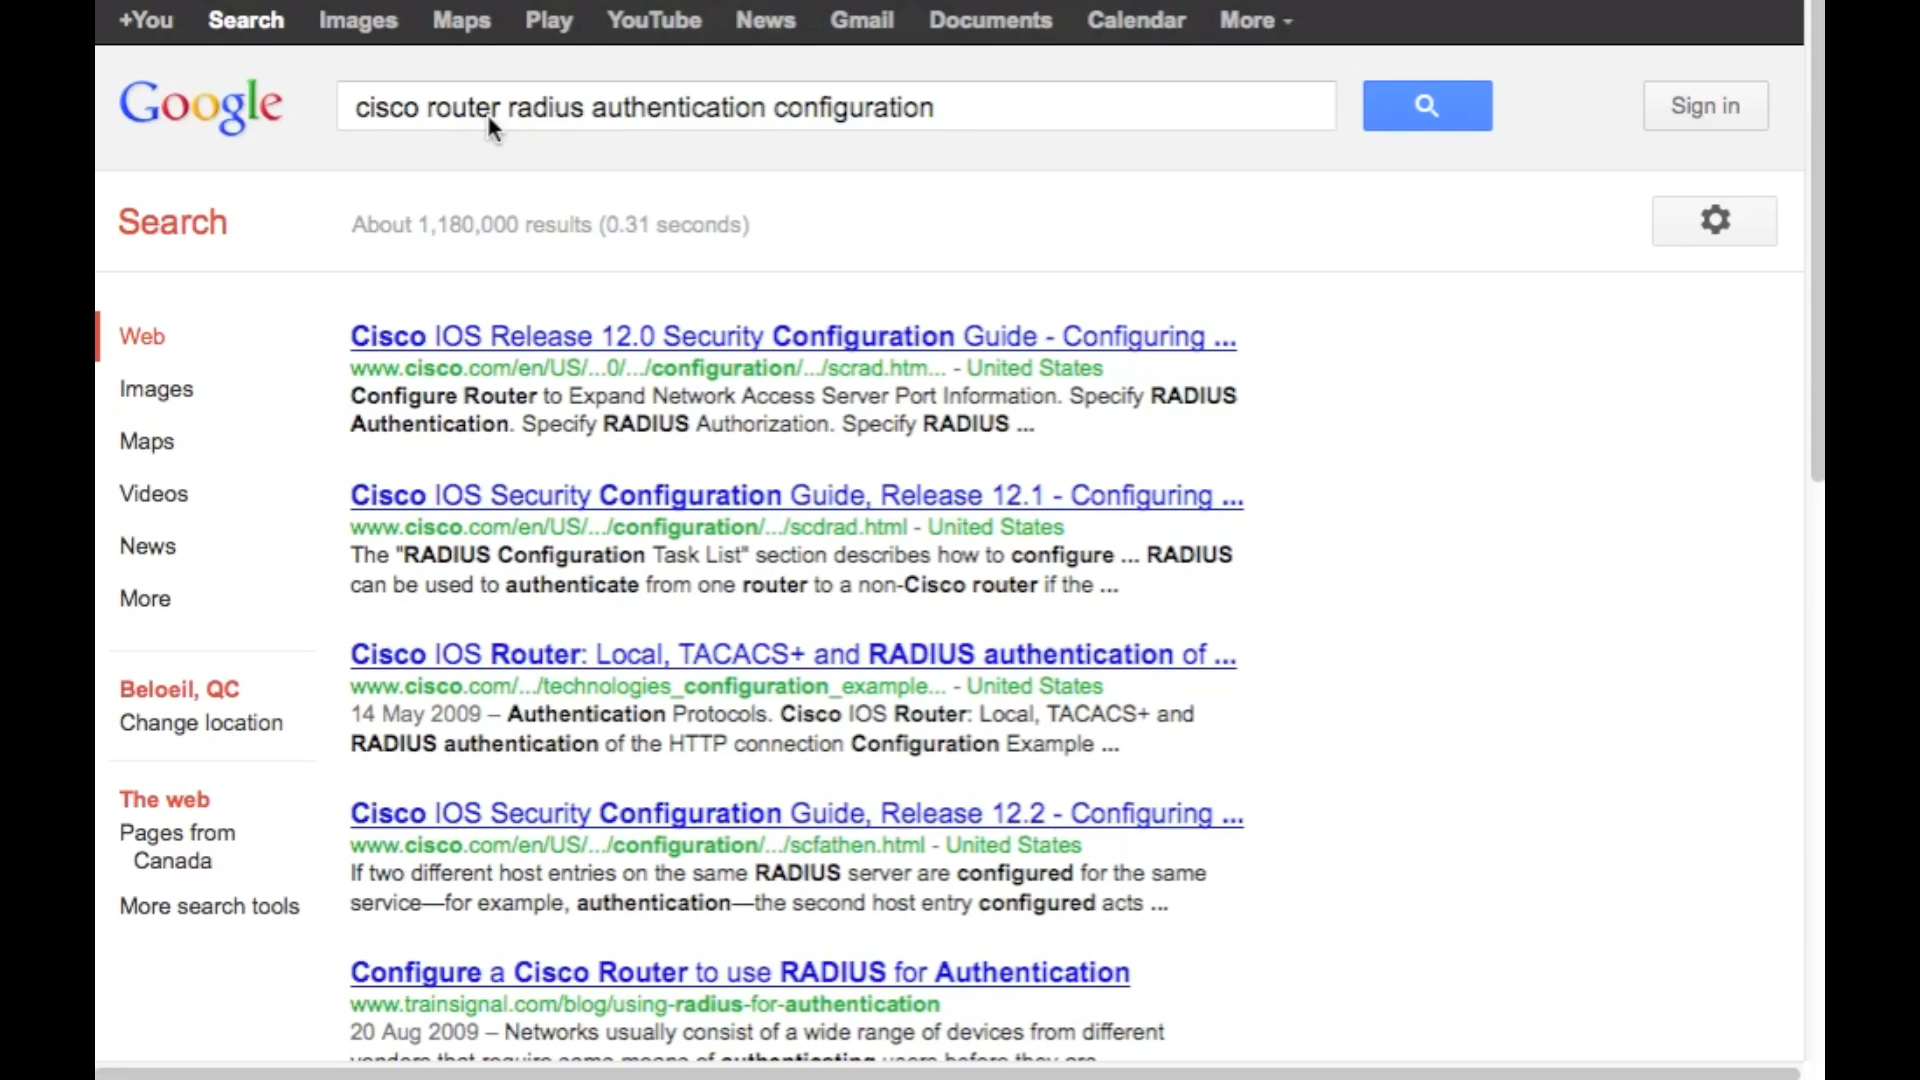 +You Search Images Maps Play YouTube News Gmail Documents Calendar More
Google cisco router radius authentication configuration Sign in
Search About 1,180,000 results (0.31 seconds)
Web
Images
Maps
Videos
News
More
Beloeil, QC
Change location
The web
Pages from
Canada
More search tools
Cisco IOS Release 12.0 Security Configuration Guide - Configuring ...
www.cisco.com/en/US/...0/.../configuration/.../scrad.htm... - United States
Configure Router to Expand Network Access Server Port Information. Specify RADIUS
Authentication. Specify RADIUS Authorization. Specify RADIUS ...
Cisco IOS Security Configuration Guide, Release 12.1 - Configuring ...
www.cisco.com/en/US/.../configuration/.../scdrad.html - United States
The "RADIUS Configuration Task List" section describes how to configure ... RADIUS
can be used to authenticate from one router to a non-Cisco router if the ...
Cisco IOS Router: Local, TACACS+ and RADIUS authentication of ...
www.cisco.com/.../technologies_configuration_example... - United States
14 May 2009 – Authentication Protocols. Cisco IOS Router: Local, TACACS+ and
RADIUS authentication of the HTTP connection Configuration Example ...
Cisco IOS Security Configuration Guide, Release 12.2 - Configuring ...
www.cisco.com/en/US/.../configuration/.../scfathen.html - United States
If two different host entries on the same RADIUS server are configured for the same
service—for example, authentication—the second host entry configured acts ...
Configure a Cisco Router to use RADIUS for Authentication
www.trainsignal.com/blog/using-radius-for-authentication
20 Aug 2009 – Networks usually consist of a wide range of devices from different
vendors that require some means of authenticating users before they are